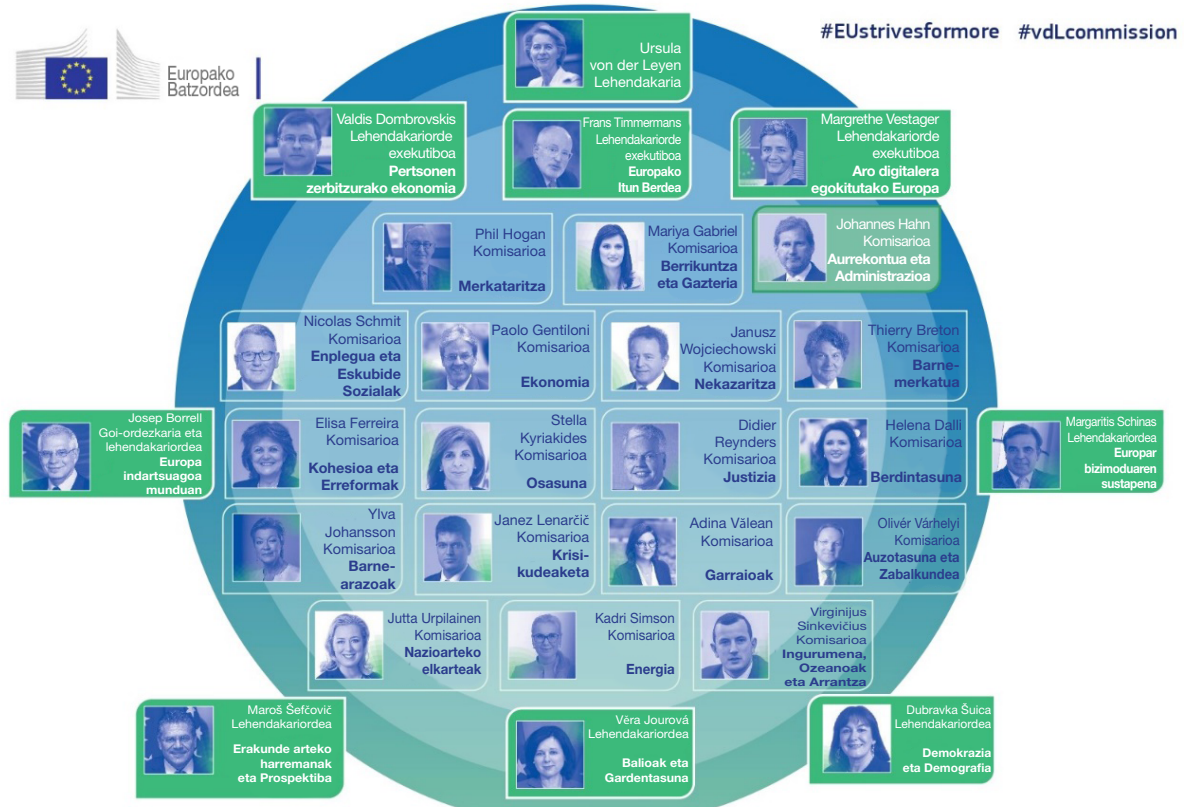 #EUstrivesformore #vdLcommission
Europako
Batzordea
Ursula
von der Leyen
Lehendakaria
Valdis Dombrovskis
Lehendakariorde
exekutiboa
Pertsonen
zerbitzurako ekonomia
Frans Timmermans
Lehendakariorde
exekutiboa
Europako
Itun Berdea
Margrethe Vestager
Lehendakariorde
exekutiboa
Aro digitalera
egokitutako Europa
Phil Hogan
Komisarioa
Merkataritza
Mariya Gabriel
Komisarioa
Berrikuntza
eta Gazteria
Johannes Hahn
Komisarioa
Aurrekontua eta
Administrazioa
Nicolas Schmit
Komisarioa
Enplegua eta
Eskubide
Sozialak
Paolo Gentiloni
Komisarioa
Ekonomia
Janusz
Wojciechowski
Komisarioa
Nekazaritza
Thierry Breton
Komisarioa
Barne-
merkatua
Josep Borrell
Goi-ordezkaria eta
lehendakariordea
Europa
indartsuagoa
munduan
Elisa Ferreira
Komisarioa
Kohesioa eta
Erreformak
Stella
Kyriakides
Komisarioa
Osasuna
Didier
Reynders
Komisarioa
Justizia
Helena Dalli
Komisarioa
Berdintasuna
Margaritis Schinas
Lehendakariordea
Europar
bizimoduaren
sustapena
Ylva
Johansson
Komisarioa
Barne-
arazoak
Janez Lenarčič
Komisarioa
Krisi-
kudeaketa
Adina Vălean
Komisarioa
Garraioak
Olivér Várhelyi
Komisarioa
Auzotasuna eta
Zabalkundea
Jutta Urpilainen
Komisarioa
Nazioarteko
elkarteak
Kadri Simson
Komisarioa
Energia
Virginijus
Sinkevičius
Komisarioa
Ingurumena,
Ozeanoak
eta Arrantza
Maroš Šefčovič
Lehendakariordea
Erakunde arteko
harremanak
eta Prospektiba
Věra Jourová
Lehendakariordea
Balioak eta
Gardentasuna
Dubravka Šuica
Lehendakariordea
Demokrazia
eta Demografia